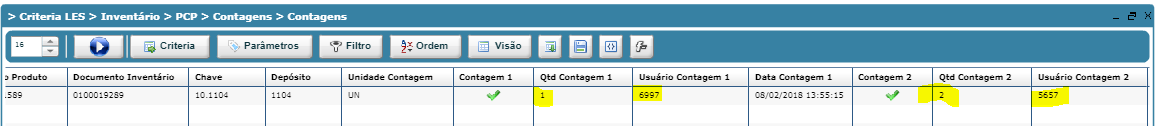 > Criteria LES > Inventário > PCP > Contagens > Contagens
16 Criteria Parâmetros Filtro Ordem Visão
o Produto Documento Inventário Chave Depósito Unidade Contagem Contagem 1 Qtd Contagem 1 Usuário Contagem 1 Data Contagem 1 Contagem 2 Qtd Contagem 2 Usuário Contagem 2
.589 0100019289 10.1104 1104 UN 1 6997 08/02/2018 13:55:15 2 5657